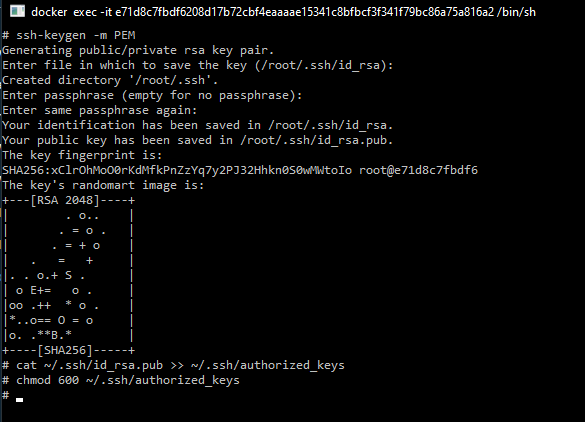 docker exec -it e71d8c7fbdf6208d17b72cbf4eaaaae15341c8bfbcf3f341f79bc86a75a816a2 /bin/sh
# ssh-keygen -m PEM
Generating public/private rsa key pair.
Enter file in which to save the key (/root/.ssh/id_rsa):
Created directory '/root/.ssh'.
Enter passphrase (empty for no passphrase):
Enter same passphrase again:
Your identification has been saved in /root/.ssh/id_rsa.
Your public key has been saved in /root/.ssh/id_rsa.pub.
The key fingerprint is:
SHA256:xClrOhMoO0rKdMfkPnZzYq7y2PJ32Hhkn0S0wMWtoIo root@e71d8c7fbdf6
The key's randomart image is:
+---[RSA 2048]----+
|        . o..    |
|       . = o .   |
|      . = + o    |
|   .   =   +     |
|. . o.+ S .      |
| o E+=   o .     |
|oo .++  * o .    |
|*..o== O = o     |
|o. .**B.*        |
+----[SHA256]-----+
# cat ~/.ssh/id_rsa.pub >> ~/.ssh/authorized_keys
# chmod 600 ~/.ssh/authorized_keys
#